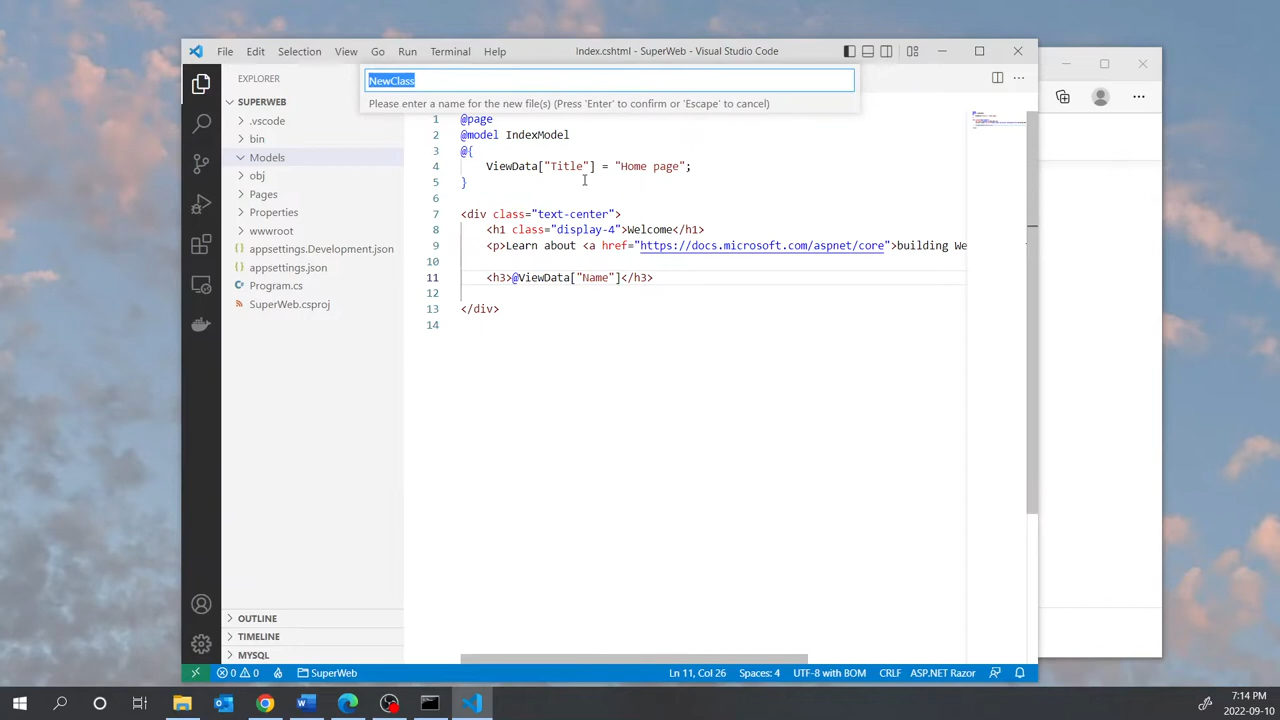 File Edit Selection View Go Run Terminal Help
Index.cshtml - SuperWeb - Visual Studio Code
NewClass
Please enter a name for the new file(s) (Press 'Enter' to confirm or 'Escape' to cancel)
EXPLORER
SUPERWEB
.vscode
bin
Models
obj
Pages
Properties
wwwroot
appsettings.Development.json
appsettings.json
Program.cs
SuperWeb.csproj
OUTLINE
TIMELINE
MYSQL
1 @page
2 @model IndexModel
3 @{
4 ViewData["Title"] = "Home page";
5 }
6
7 <div class="text-center">
8 <h1 class="display-4">Welcome</h1>
9 <p>Learn about <a href="https://docs.microsoft.com/aspnet/core">building We
10
11 <h3>@ViewData["Name"]</h3>
12
13 </div>
14
0 0 SuperWeb Ln 11, Col 26 Spaces: 4 UTF-8 with BOM CRLF ASP.NET Razor
7:14 PM
2022-09-10